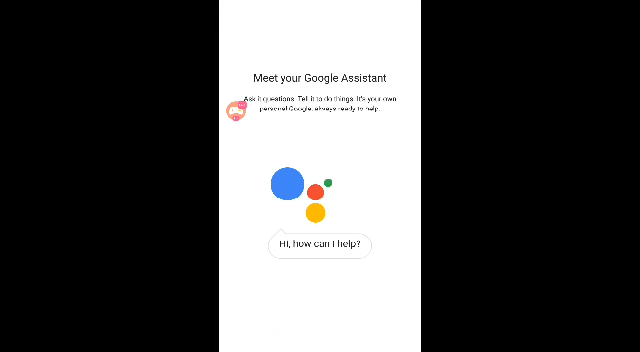 Meet your Google Assistant
Ask it questions. Tell it to do things. It's your own
personal Google, always ready to help.
Hi, how can I help?